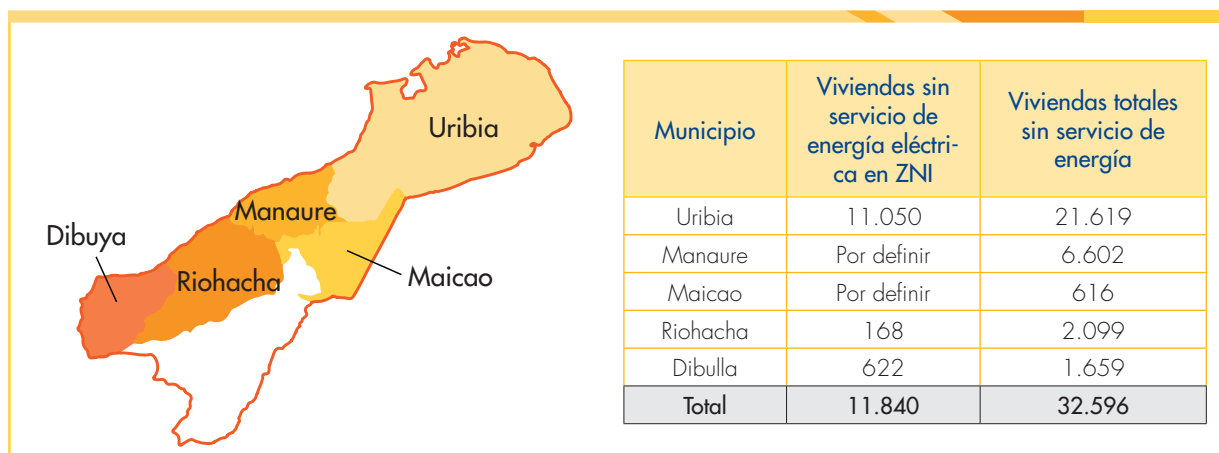 Uribia
Manaure
Dibuya
Riohacha
Maicao
Municipio
Viviendas sin
servicio de
energía eléctri-
ca en ZNI
Viviendas totales
sin servicio de
energía
Uribia 11.050 21.619
Manaure Por definir 6.602
Maicao Por definir 616
Riohacha 168 2.099
Dibulla 622 1.659
Total 11.840 32.596